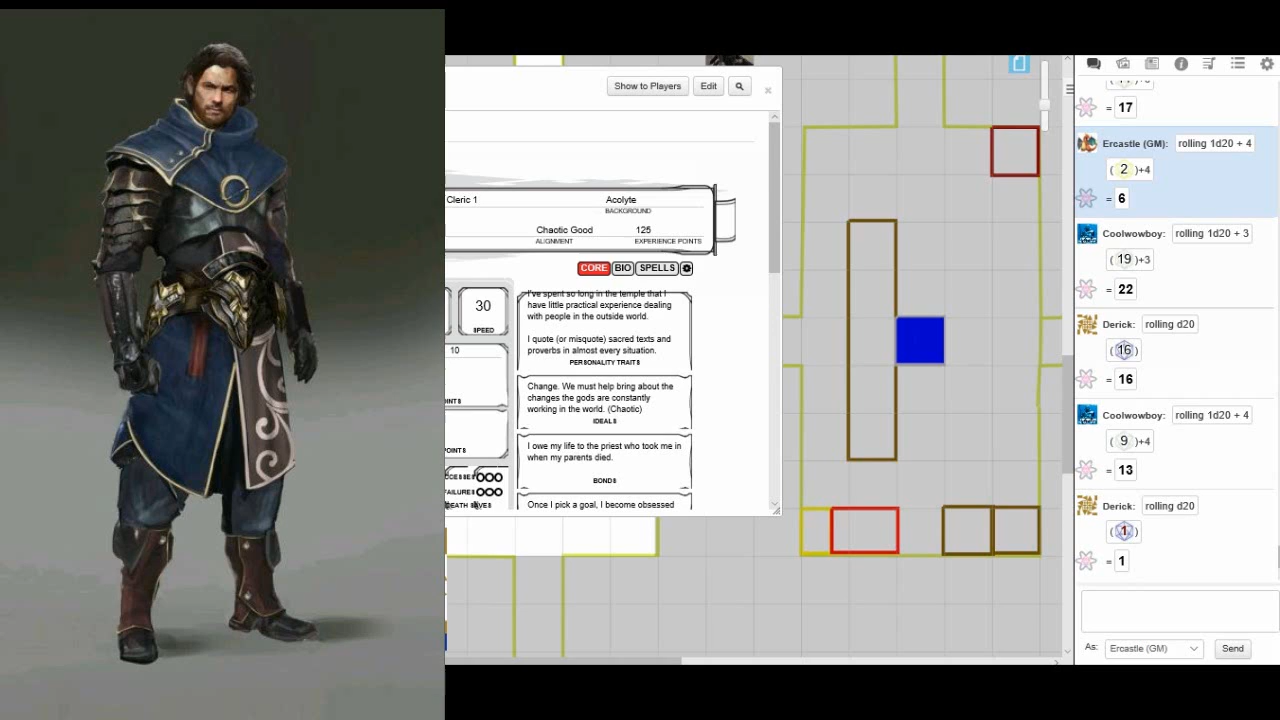 Show to Players
Edit
Cleric 1
Acolyte
BACKGROUND
Chaotic Good
125
ALIGNMENT
EXPERIENCE POINTS
CORE
BIO
SPELLS
30
SPEED
10
INTS
OINTS
CCESSES
FAILURES
DEATH SAVES
I've spent so long in the temple that I
have little practical experience dealing
with people in the outside world.
I quote (or misquote) sacred texts and
proverbs in almost every situation.
PERSONALITY TRAITS
Change. We must help bring about the
changes the gods are constantly
working in the world. (Chaotic)
IDEALS
I owe my life to the priest who took me in
when my parents died.
BONDS
Once I pick a goal, I become obsessed
= 17
Ercastle (GM): rolling 1d20 + 4
( 2 )+4
= 6
Coolwowboy: rolling 1d20 + 3
( 19 )+3
= 22
Derick: rolling d20
( 16 )
= 16
Coolwowboy: rolling 1d20 + 4
( 9 )+4
= 13
Derick: rolling d20
( 1 )
= 1
As: Ercastle (GM) Send